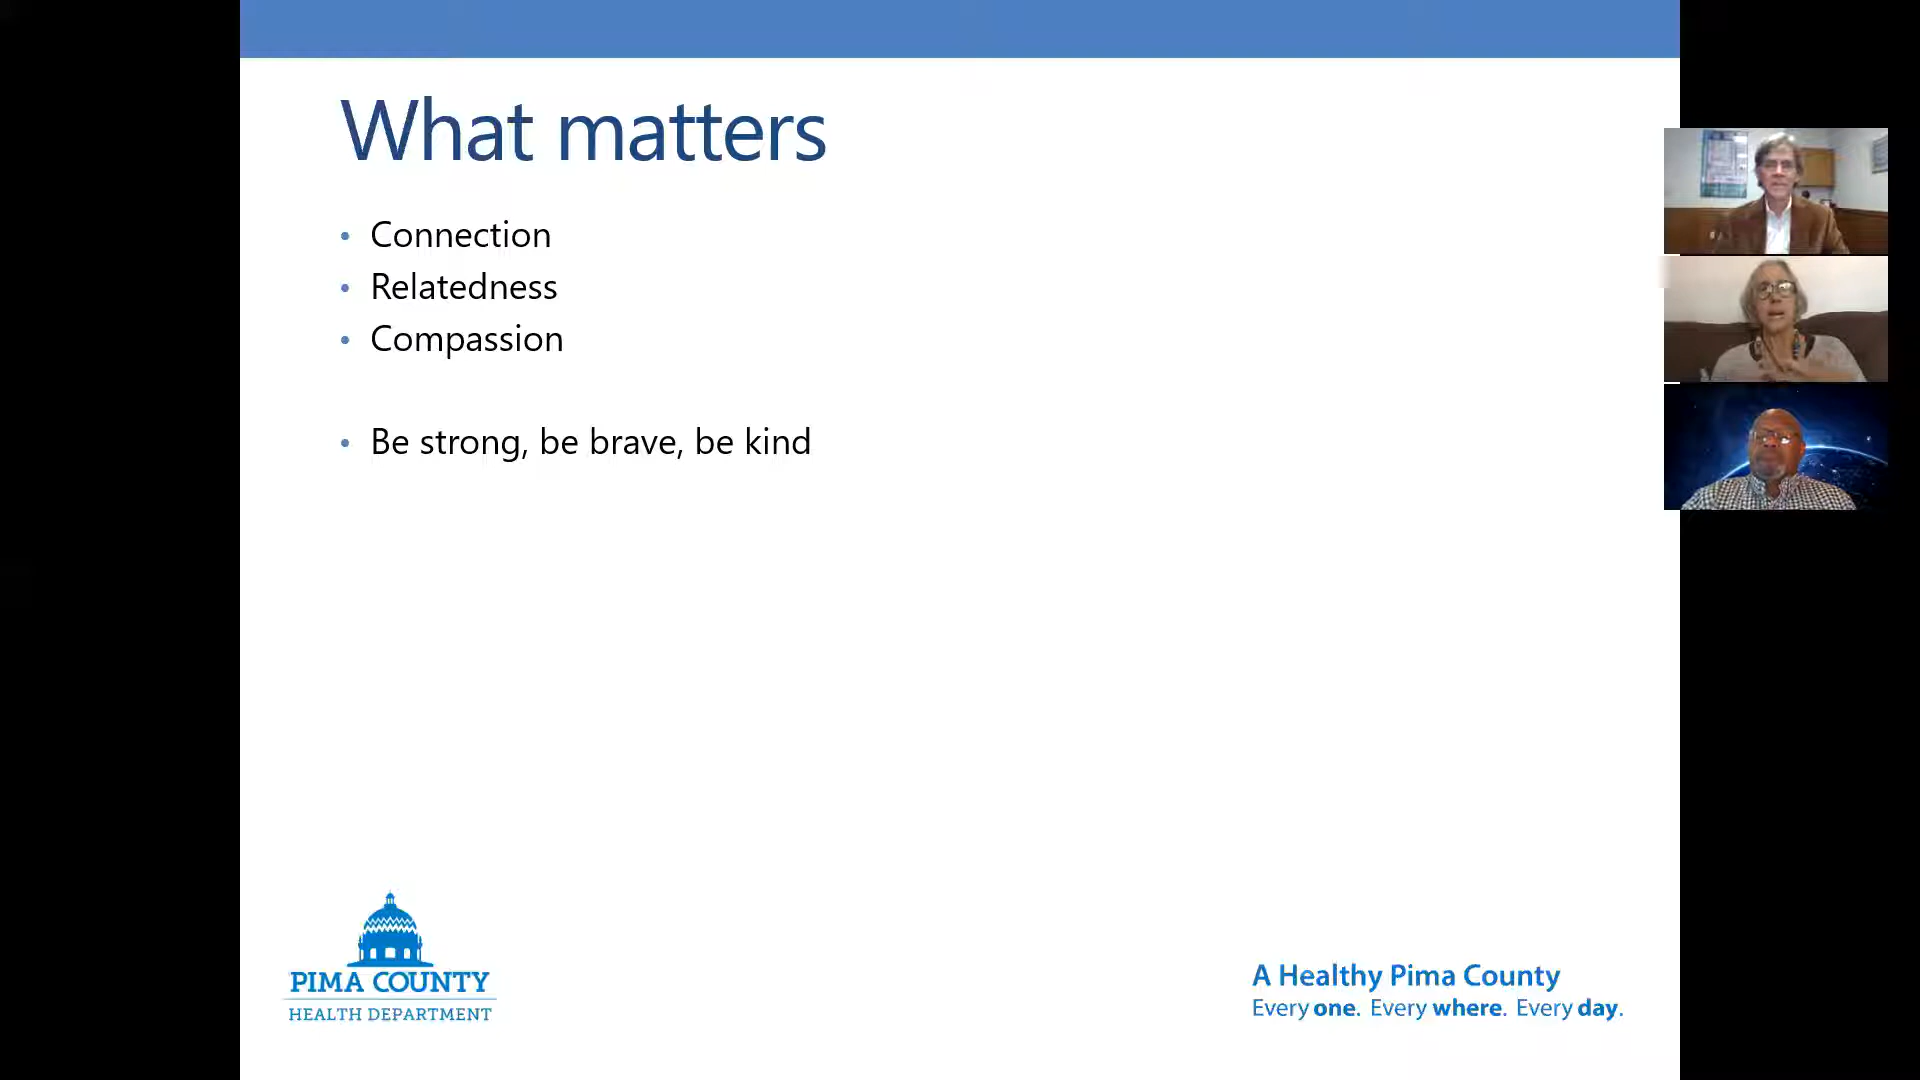 What matters
• Connection
• Relatedness
• Compassion
• Be strong, be brave, be kind
PIMA COUNTY
HEALTH DEPARTMENT
A Healthy Pima County
Every one. Every where. Every day.